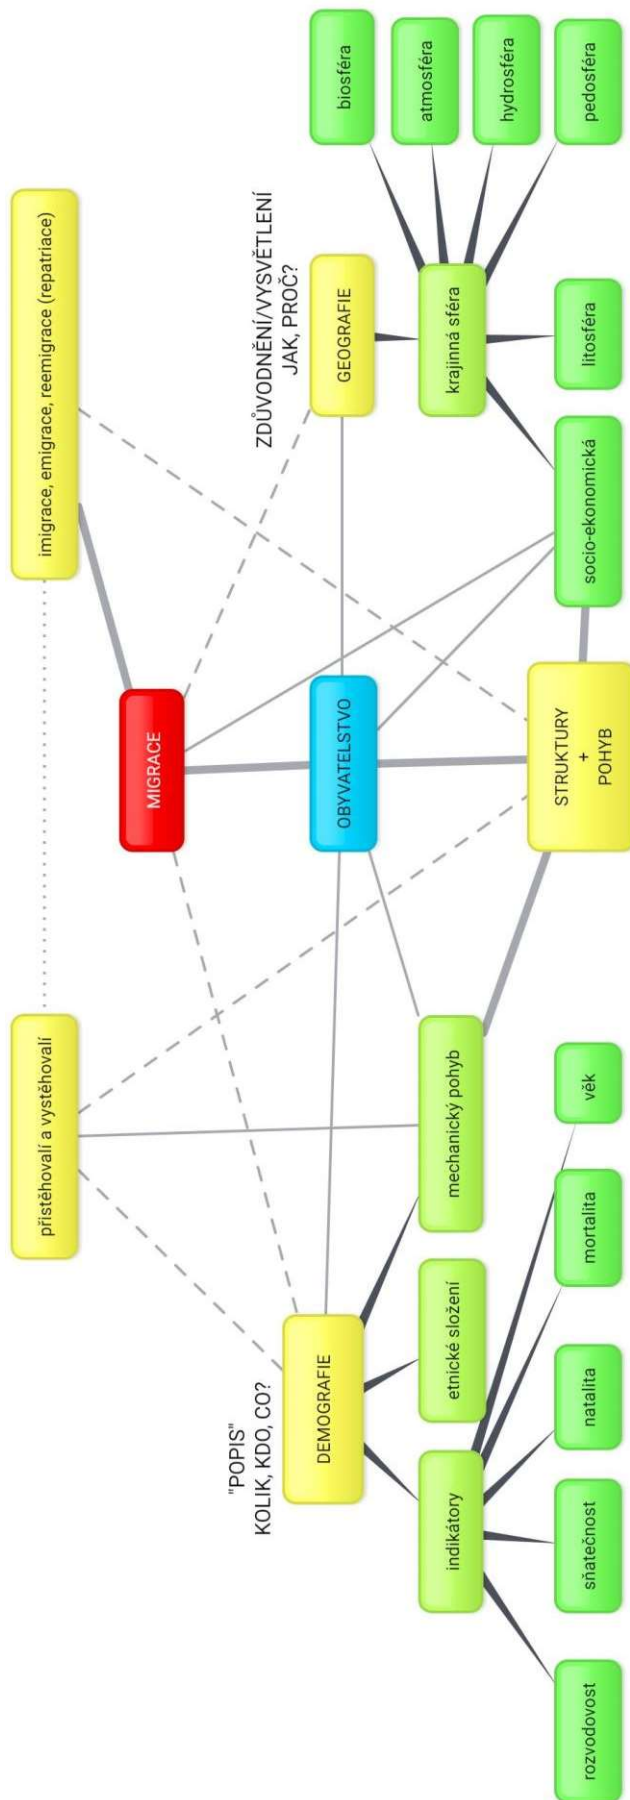 přistěhovalí a vystěhovalí
imigrace, emigrace, reemigrace (repatriace)
MIGRACE
"POPIS"
KOLIK, KDO, CO?
ZDŮVODNĚNÍ/VYSVĚTLENÍ
JAK, PROČ?
DEMOGRAFIE
OBYVATELSTVO
GEOGRAFIE
indikátory
etnické složení
mechanický pohyb
krajinná sféra
biosféra
atmosféra
hydrosféra
pedosféra
rozvodovost
sňatečnost
natalita
mortalita
věk
STRUKTURY
+
POHYB
socio-ekonomická
litosféra